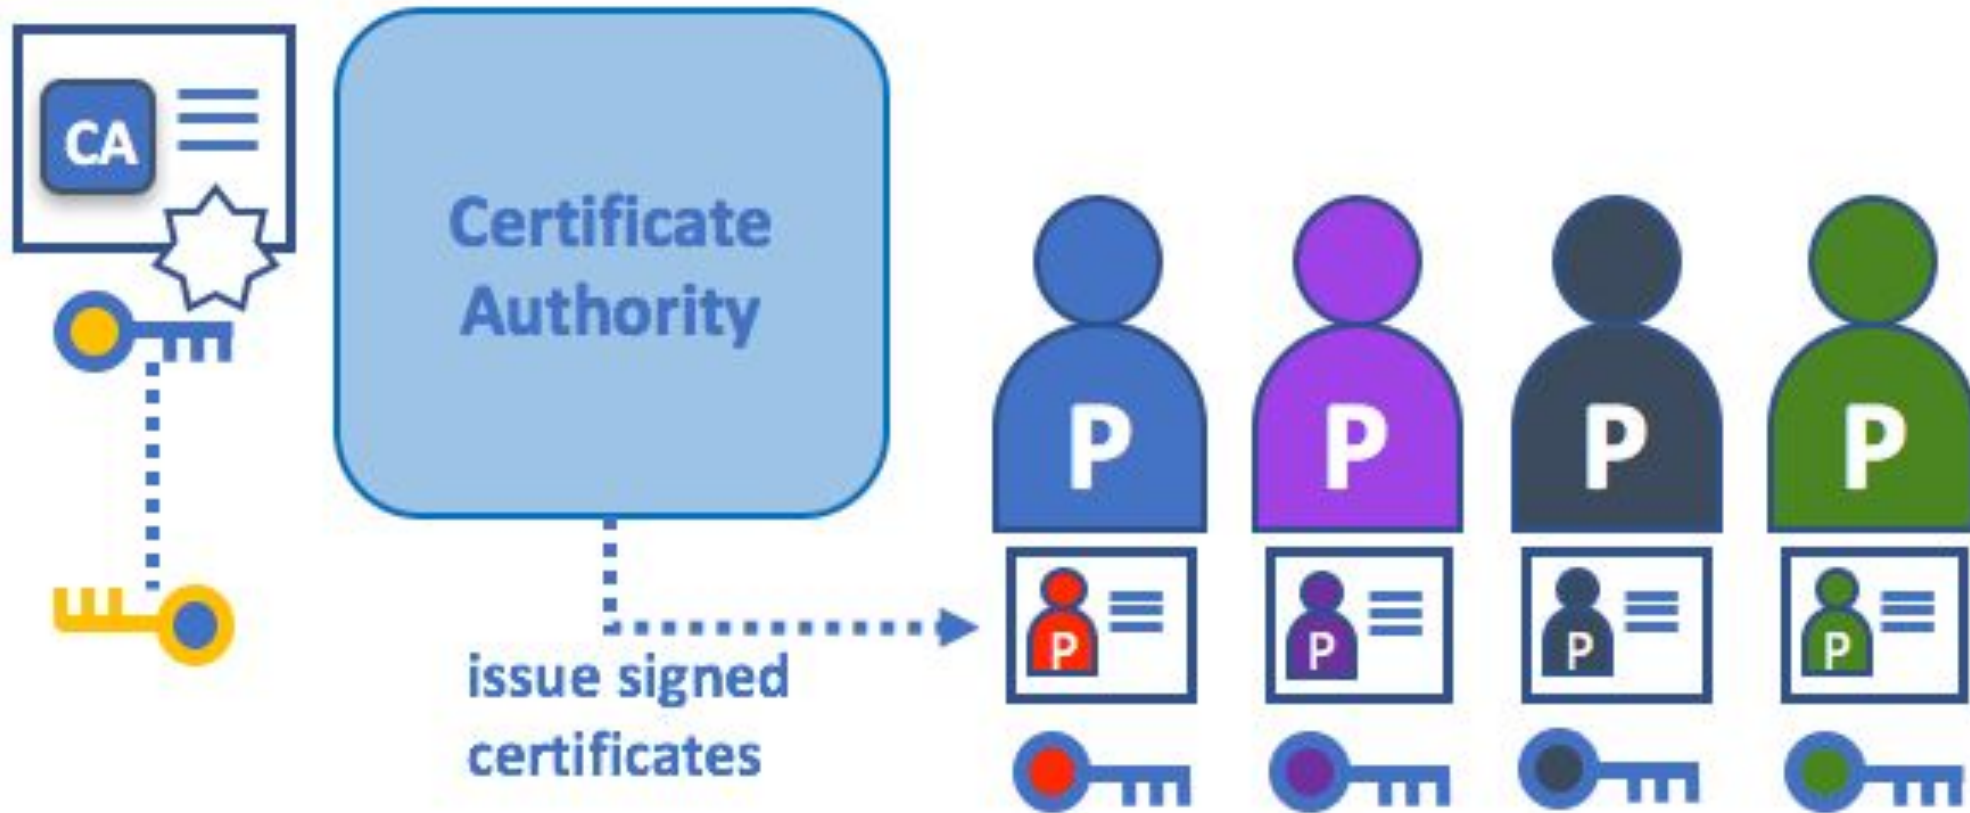 CA
Certificate
Authority
P P P P
issue signed
certificates
P P P P